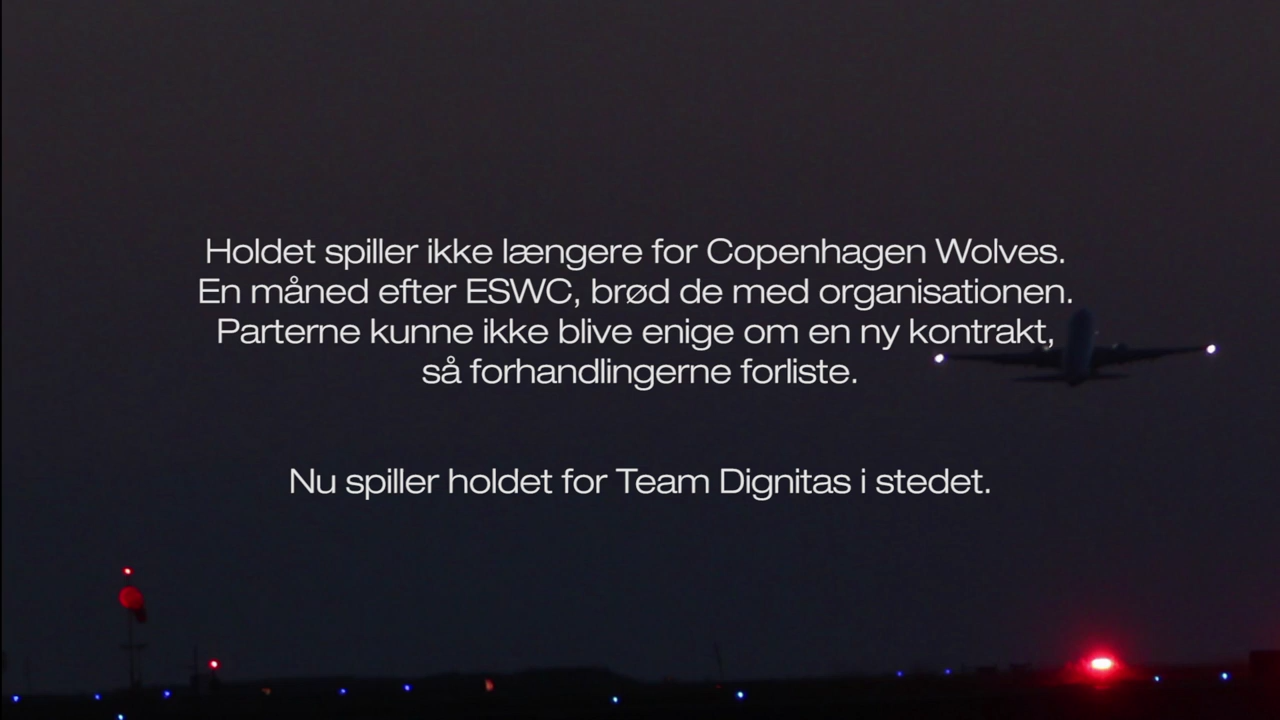 Holdet spiller ikke længere for Copenhagen Wolves.
En måned efter ESWC, brød de med organisationen.
Parterne kunne ikke blive enige om en ny kontrakt,
så forhandlingerne forliste.
Nu spiller holdet for Team Dignitas i stedet.